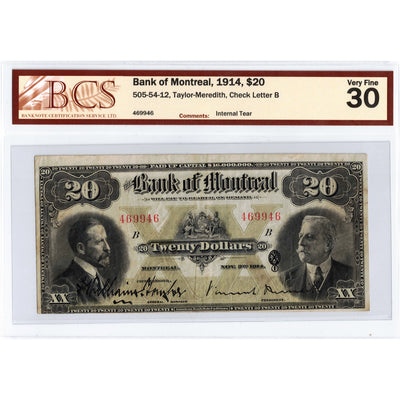 BCS
BANKNOTE CERTIFICATION SERVICE LTD.
Bank of Montreal, 1914, $20
505-54-12, Taylor-Meredith, Check Letter B
469946
Comments: Internal Tear
Very Fine
30
PAID UP CAPITAL $16,000,000.
20 Bank of Montreal 20
WILL PAY TO BEARER ON DEMAND
469946 469946
B B
20 Twenty Dollars 20
MONTREAL NOV. 3RD 1914.
XX XX
GENERAL MANAGER PRESIDENT